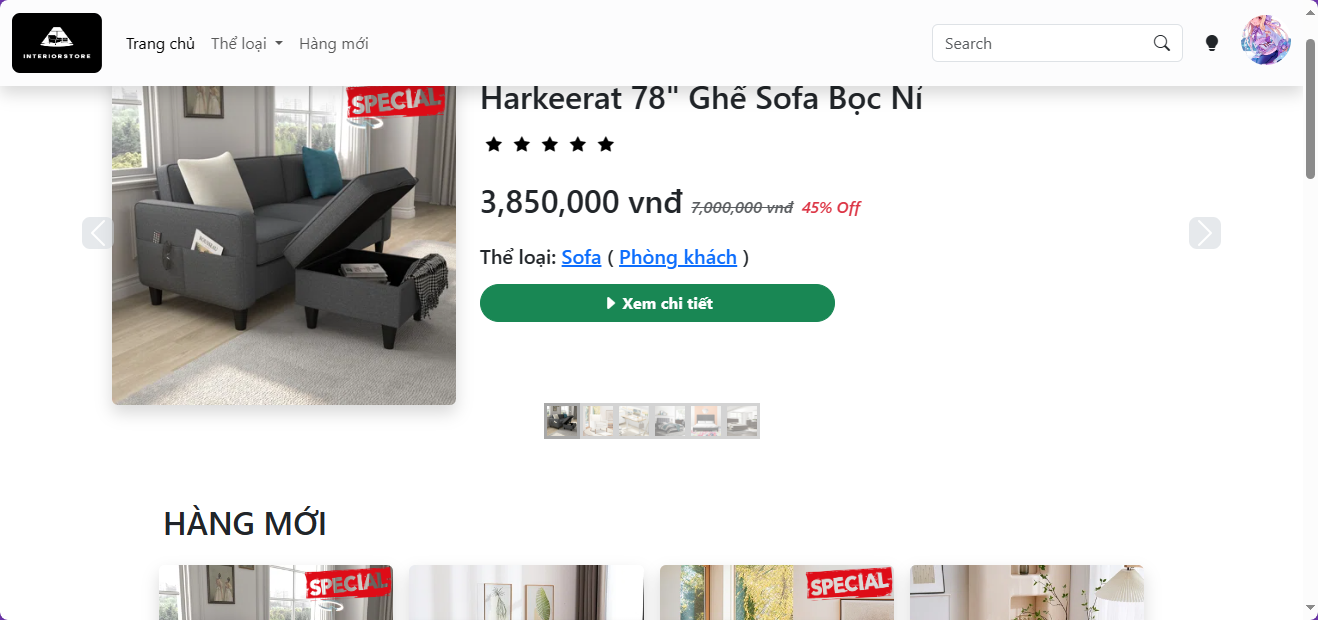 INTERIORSTORE
Trang chủ Thể loại Hàng mới
Search
SPECIAL
Harkeerat 78" Ghế Sofa Bọc Nỉ
3,850,000 vnđ 7,000,000 vnđ 45% Off
Thể loại: Sofa ( Phòng khách )
Xem chi tiết
HÀNG MỚI
SPECIAL
SPECIAL